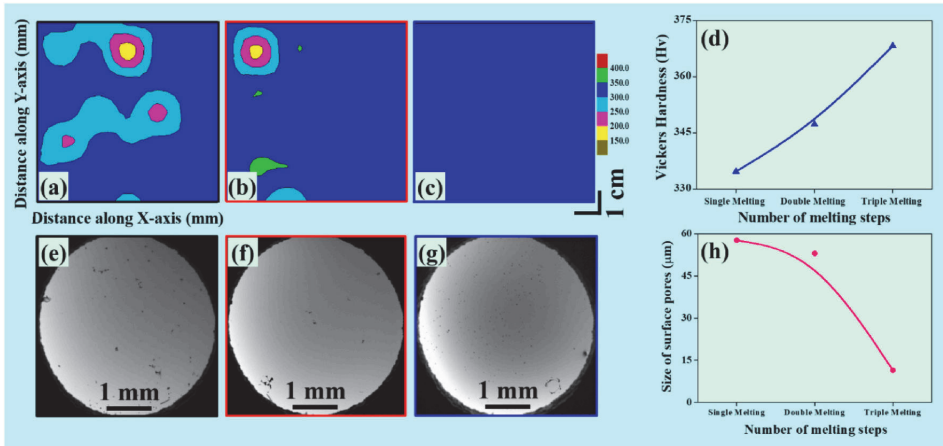 Distance along Y-axis (mm)
(a)
(b)
(c)
400.0
350.0
300.0
250.0
200.0
150.0
1 cm
Distance along X-axis (mm)
(d)
Vickers Hardness (Hv)
375
360
345
330
Single Melting Double Melting Triple Melting
Number of melting steps
(e)
1 mm
(f)
1 mm
(g)
1 mm
(h)
Size of surface pores (μm)
60
45
30
15
0
Single Melting Double Melting Triple Melting
Number of melting steps